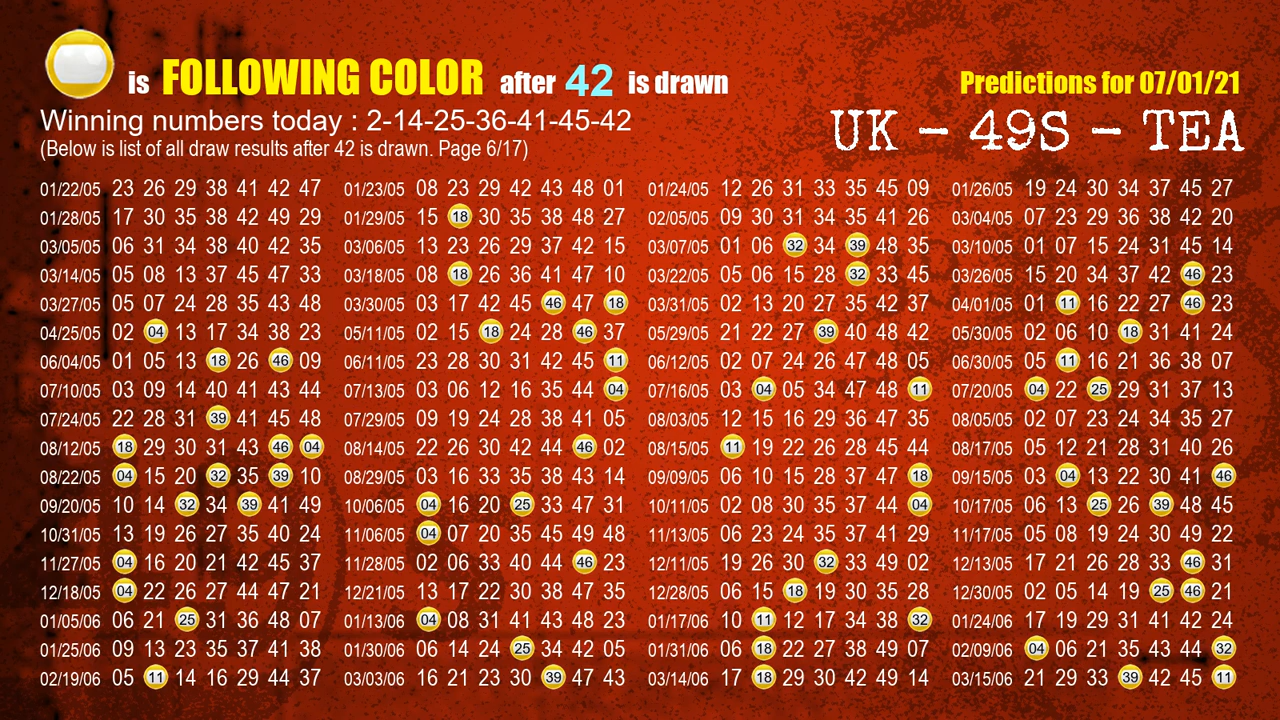 is FOLLOWING COLOR after 42 is drawn
Predictions for 07/01/21
Winning numbers today : 2-14-25-36-41-45-42
UK - 49S - TEA
(Below is list of all draw results after 42 is drawn. Page 6/17)
01/22/05 23 26 29 38 41 42 47 01/23/05 08 23 29 42 43 48 01 01/24/05 12 26 31 33 35 45 09 01/26/05 19 24 30 34 37 45 27
01/28/05 17 30 35 38 42 49 29 01/29/05 15 18 30 35 38 48 27 02/05/05 09 30 31 34 35 41 26 03/04/05 07 23 29 36 38 42 20
03/05/05 06 31 34 38 40 42 35 03/06/05 13 23 26 29 37 42 15 03/07/05 01 06 32 34 39 48 35 03/10/05 01 07 15 24 31 45 14
03/14/05 05 08 13 37 45 47 33 03/18/05 08 18 26 36 41 47 10 03/22/05 05 06 15 28 32 33 45 03/26/05 15 20 34 37 42 46 23
03/27/05 05 07 24 28 35 43 48 03/30/05 03 17 42 45 46 47 18 03/31/05 02 13 20 27 35 42 37 04/01/05 01 11 16 22 27 46 23
04/25/05 02 04 13 17 34 38 23 05/11/05 02 15 18 24 28 46 37 05/29/05 21 22 27 39 40 48 42 05/30/05 02 06 10 18 31 41 24
06/04/05 01 05 13 18 26 46 09 06/11/05 23 28 30 31 42 45 11 06/12/05 02 07 24 26 47 48 05 06/30/05 05 11 16 21 36 38 07
07/10/05 03 09 14 40 41 43 44 07/13/05 03 06 12 16 35 44 04 07/16/05 03 04 05 34 47 48 11 07/20/05 04 22 25 29 31 37 13
07/24/05 22 28 31 39 41 45 48 07/29/05 09 19 24 28 38 41 05 08/03/05 12 15 16 29 36 47 35 08/05/05 02 07 23 24 34 35 27
08/12/05 18 29 30 31 43 46 04 08/14/05 22 26 30 42 44 46 02 08/15/05 11 19 22 26 28 45 44 08/17/05 05 12 21 28 31 40 26
08/22/05 04 15 20 32 35 39 10 08/29/05 03 16 33 35 38 43 14 09/09/05 06 10 15 28 37 47 18 09/15/05 03 04 13 22 30 41 46
09/20/05 10 14 32 34 39 41 49 10/06/05 04 16 20 25 33 47 31 10/11/05 02 08 30 35 37 44 04 10/17/05 06 13 25 26 39 48 45
10/31/05 13 19 26 27 35 40 24 11/06/05 04 07 20 35 45 49 48 11/13/05 06 23 24 35 37 41 29 11/17/05 05 08 19 24 30 49 22
11/27/05 04 16 20 21 42 45 37 11/28/05 02 06 33 40 44 46 23 12/11/05 19 26 30 32 33 49 02 12/13/05 17 21 26 28 33 46 31
12/18/05 04 22 26 27 44 47 21 12/21/05 13 17 22 30 38 47 35 12/28/05 06 15 18 19 30 35 28 12/30/05 02 05 14 19 25 46 21
01/05/06 06 21 25 31 36 48 07 01/13/06 04 08 31 41 43 48 23 01/17/06 10 11 12 17 34 38 32 01/24/06 17 19 29 31 41 42 24
01/25/06 09 13 23 35 37 41 38 01/30/06 06 14 24 25 34 42 05 01/31/06 06 18 22 27 38 49 07 02/09/06 04 06 21 35 43 44 32
02/19/06 05 11 14 16 29 44 37 03/03/06 16 21 23 30 39 47 43 03/14/06 17 18 29 30 42 49 14 03/15/06 21 29 33 39 42 45 11